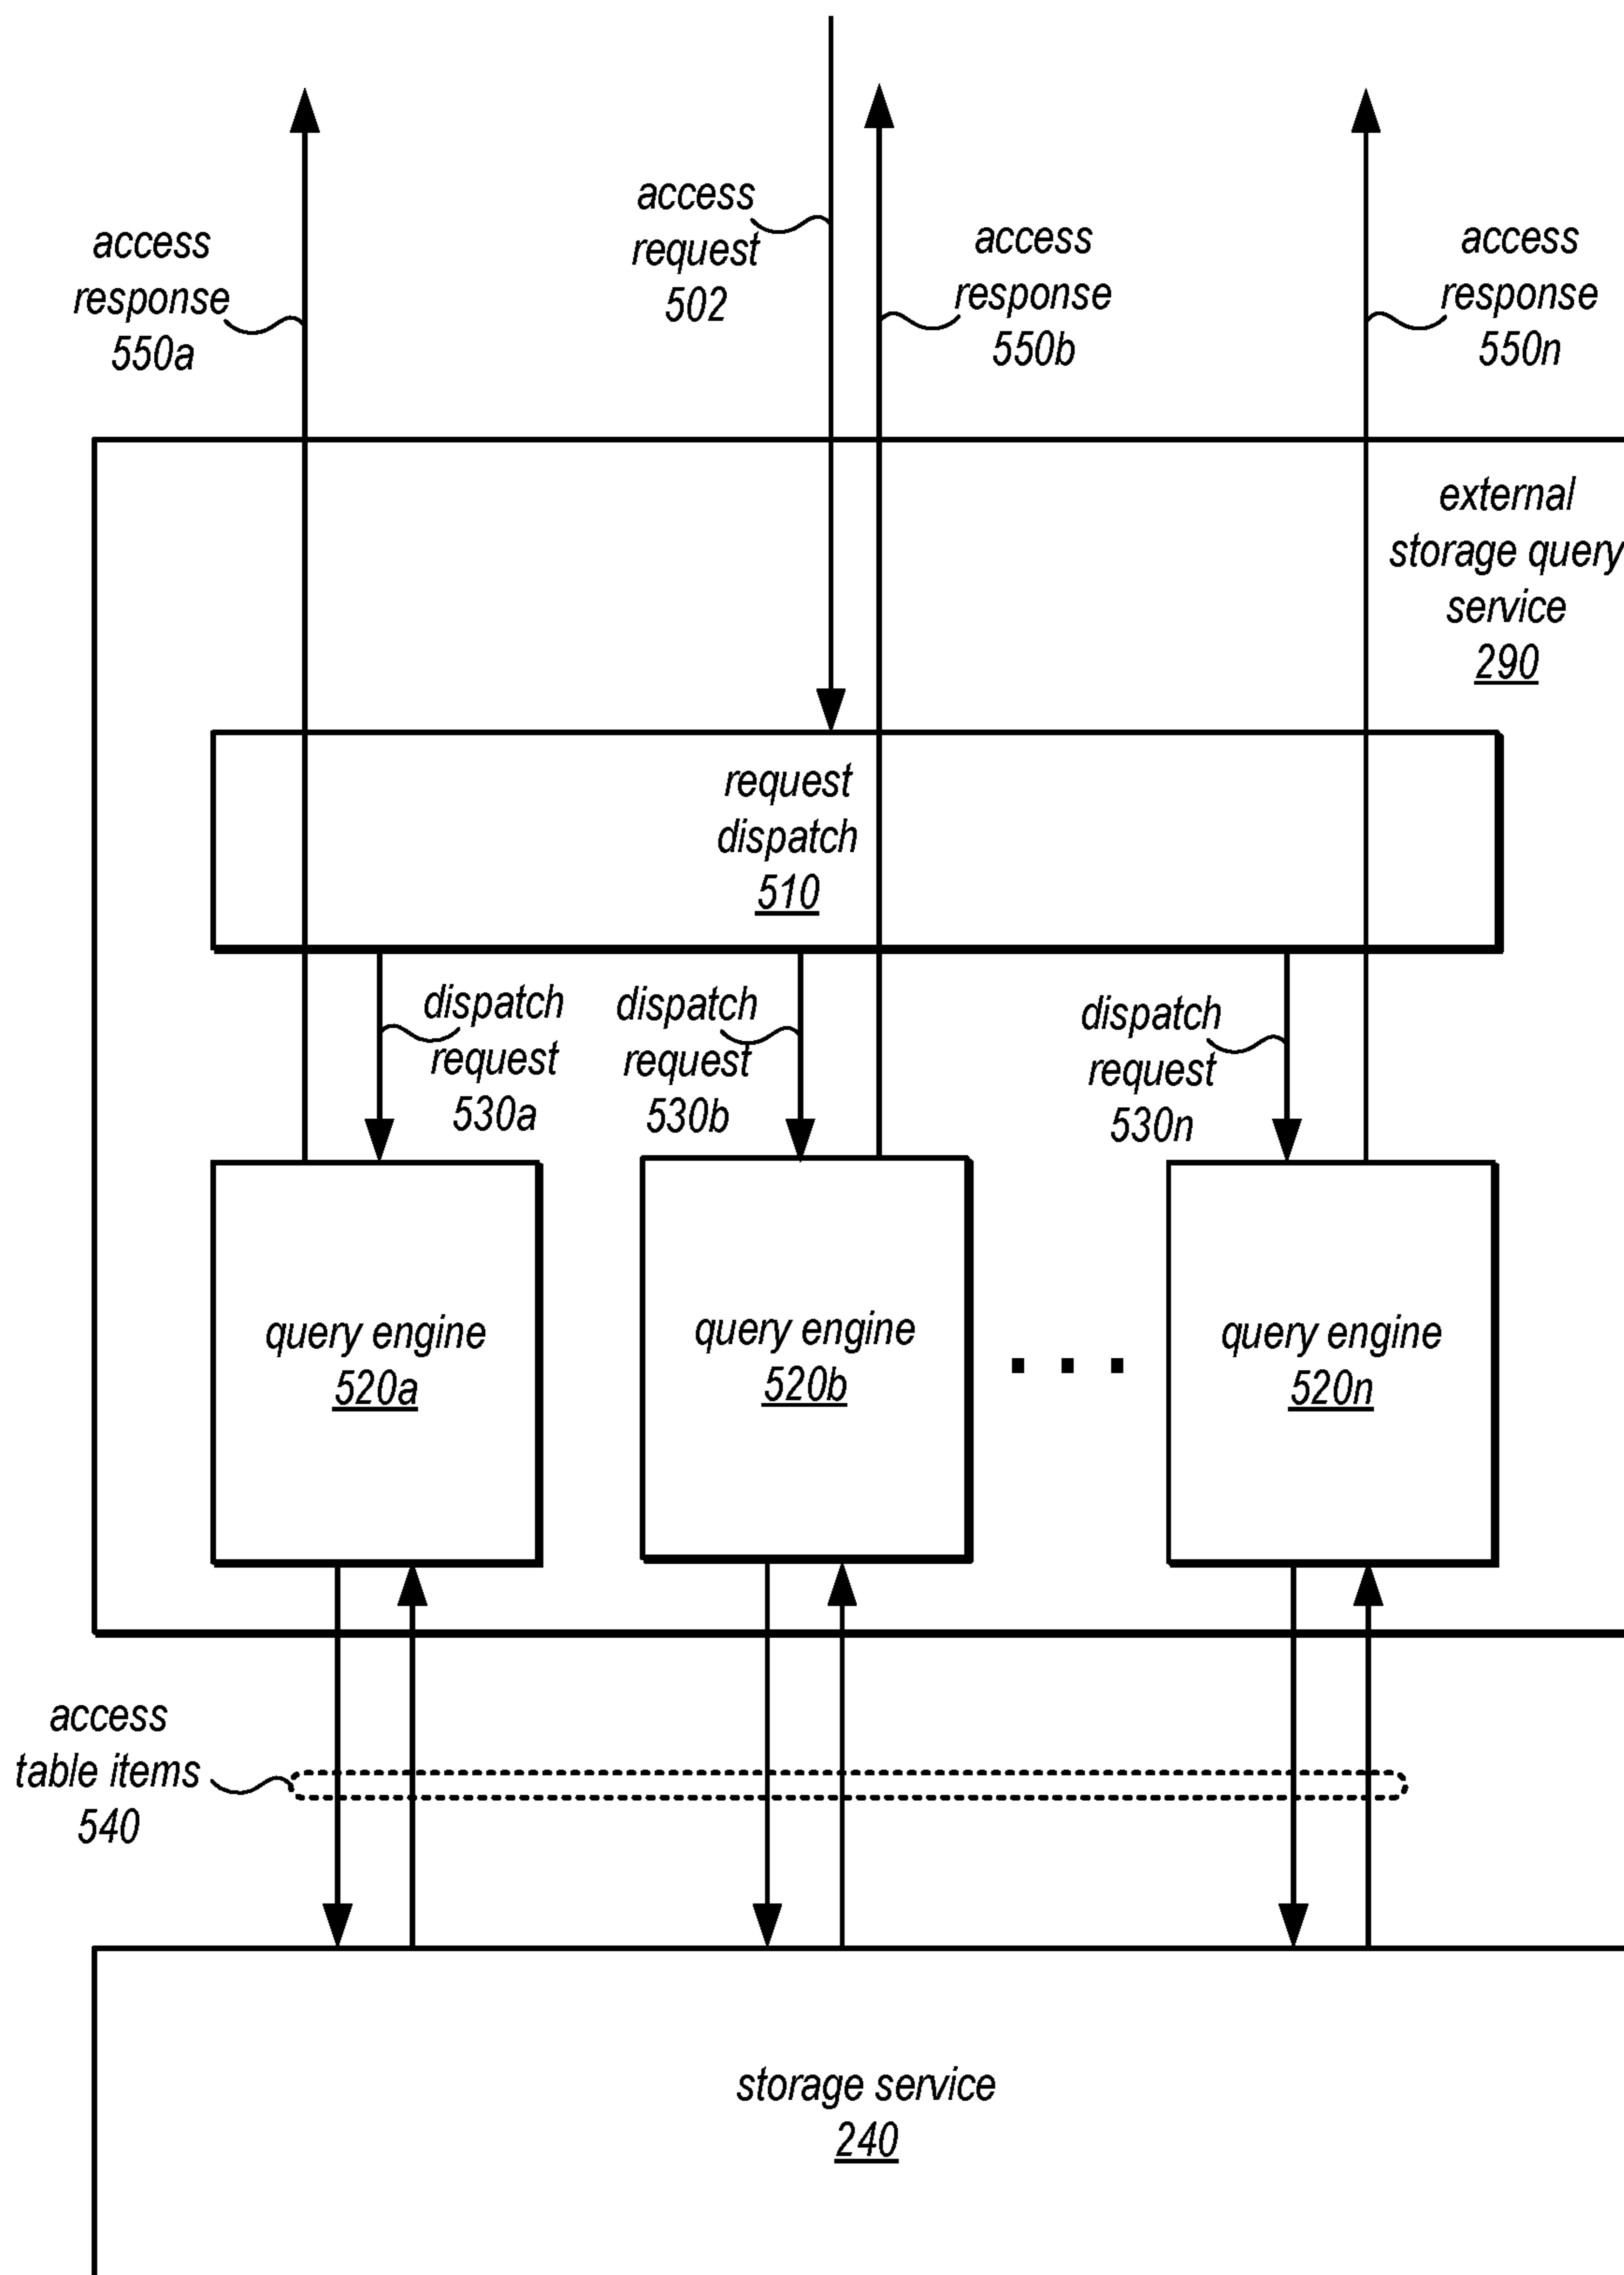 access
request
502
access
response
550a
access
response
550b
access
response
550n
external
storage query
service
290
request
dispatch
510
dispatch
request
530a
dispatch
request
530b
dispatch
request
530n
query engine
520a
query engine
520b
. . .
query engine
520n
access
table items
540
storage service
240